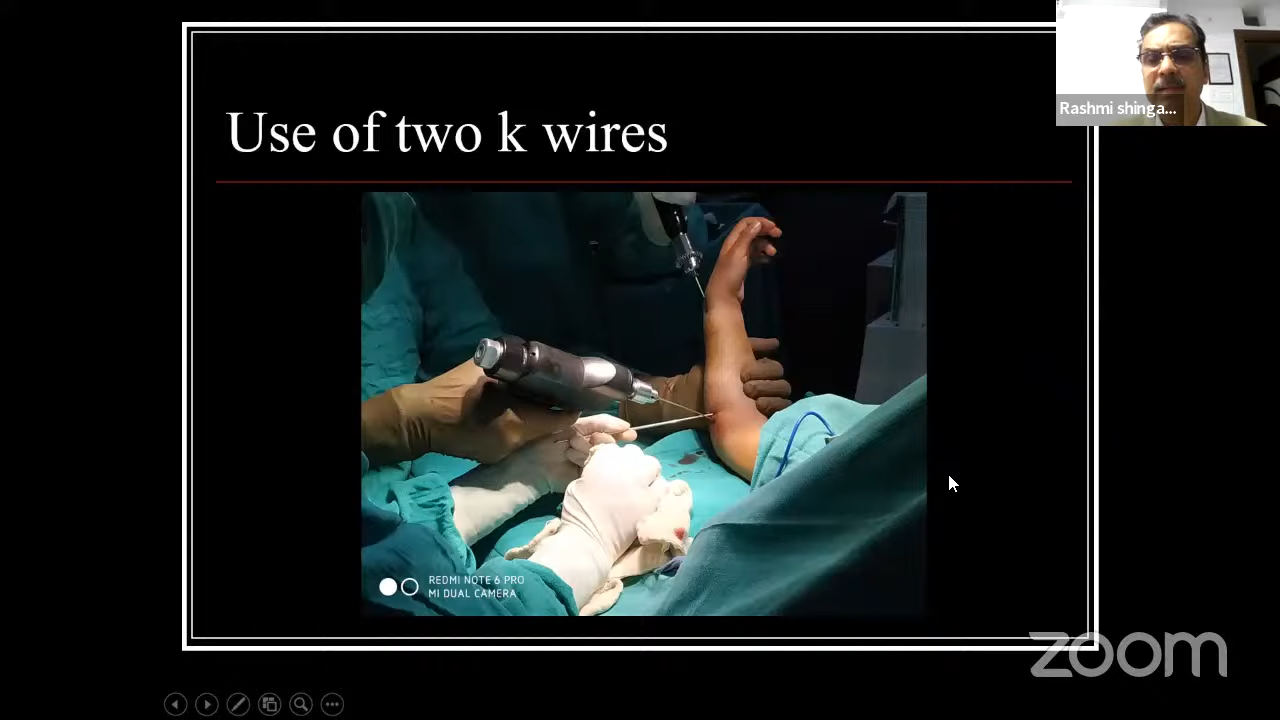 Rashmi shinga...
Use of two k wires
REDMI NOTE 6 PRO
MI DUAL CAMERA
zoom